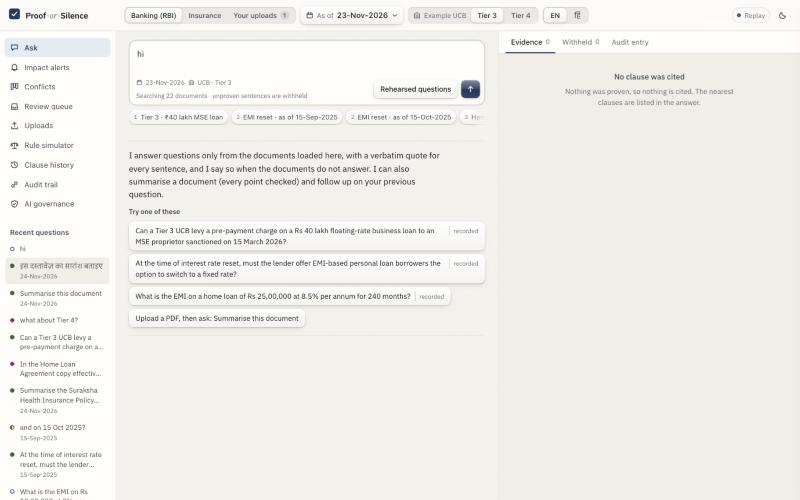 Proof-or-Silence
Banking (RBI) Insurance Your uploads 1
As of 23-Nov-2026
Example UCB Tier 3 Tier 4
EN हिं
Replay
Ask
Impact alerts
Conflicts
Review queue
Uploads
Rule simulator
Clause history
Audit trail
AI governance
Recent questions
hi
इस दस्तावेज़ का सारांश बताइए
24-Nov-2026
Summarise this document
24-Nov-2026
what about Tier 4?
Can a Tier 3 UCB levy a
pre-payment charge on a...
In the Home Loan
Agreement copy effectiv...
Summarise the Suraksha
Health Insurance Policy...
24-Nov-2026
and on 15 Oct 2025?
15-Sep-2025
At the time of interest rate
reset, must the lender...
15-Sep-2025
What is the EMI on Rs
hi
23-Nov-2026 UCB · Tier 3
Searching 22 documents · unproven sentences are withheld
Rehearsed questions
1 Tier 3 · ₹40 lakh MSE loan
2 EMI reset · as of 15-Sep-2025
2 EMI reset · as of 15-Oct-2025
3
I answer questions only from the documents loaded here, with a verbatim quote for
every sentence, and I say so when the documents do not answer. I can also
summarise a document (every point checked) and follow up on your previous
question.
Try one of these
Can a Tier 3 UCB levy a pre-payment charge on a Rs 40 lakh floating-rate business loan to an
MSE proprietor sanctioned on 15 March 2026?
recorded
At the time of interest rate reset, must the lender offer EMI-based personal loan borrowers the
option to switch to a fixed rate?
recorded
What is the EMI on a home loan of Rs 25,00,000 at 8.5% per annum for 240 months?
recorded
Upload a PDF, then ask: Summarise this document
Evidence 0 Withheld 0 Audit entry
No clause was cited
Nothing was proven, so nothing is cited. The nearest
clauses are listed in the answer.